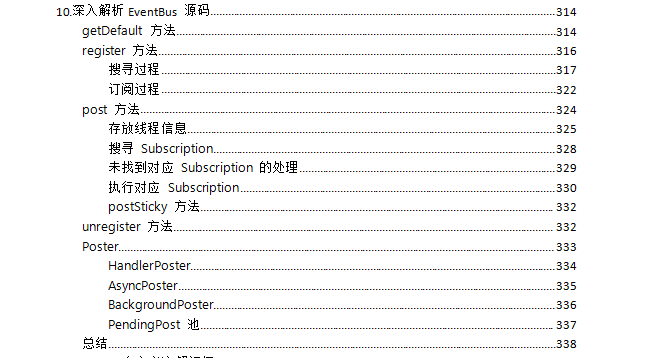 10.深入解析 EventBus 源码 314
getDefault 方法 314
register 方法 316
搜寻过程 317
订阅过程 322
post 方法 324
存放线程信息 325
搜寻 Subscription 328
未找到对应 Subscription 的处理 329
执行对应 Subscription 330
postSticky 方法 332
unregister 方法 332
Poster 333
HandlerPoster 334
AsyncPoster 335
BackgroundPoster 336
PendingPost 池 337
总结 338